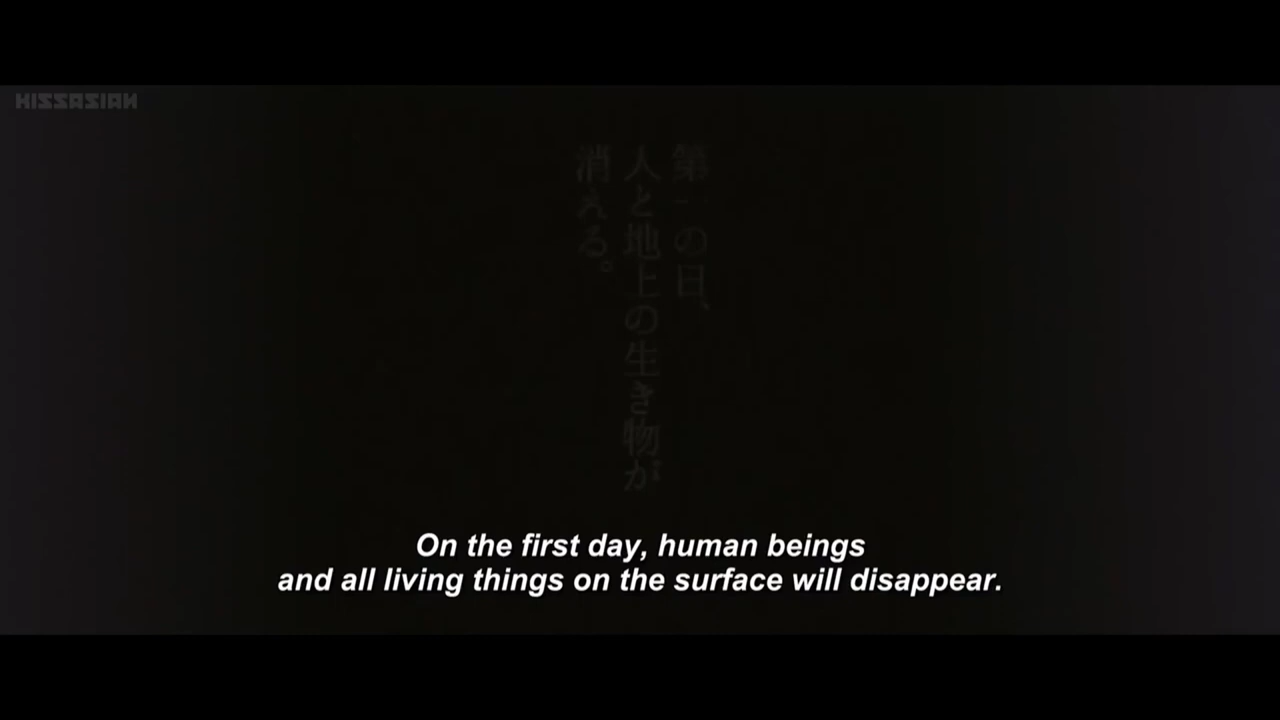 KISSASIAN
第一の日、
人と地上の生き物が
消える。
On the first day, human beings
and all living things on the surface will disappear.